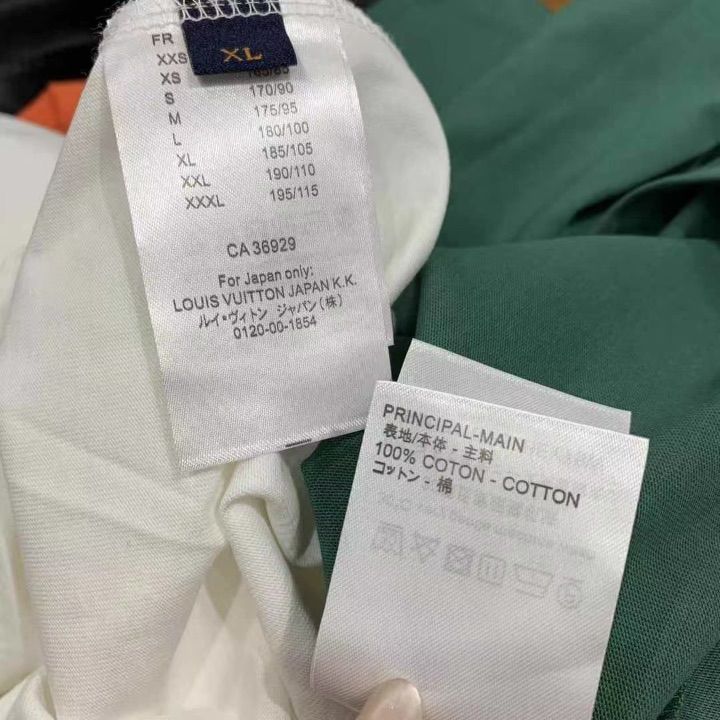 XL
FR
XXS 165/85
XS 170/90
S 175/95
M 180/100
L 185/105
XL 190/110
XXL 195/115
XXXL
CA 36929
For Japan only:
LOUIS VUITTON JAPAN K.K.
ルイ・ヴィトン ジャパン(株)
0120-00-1854
PRINCIPAL-MAIN
表地/本体 - 主料
100% COTON - COTTON
コットン - 棉